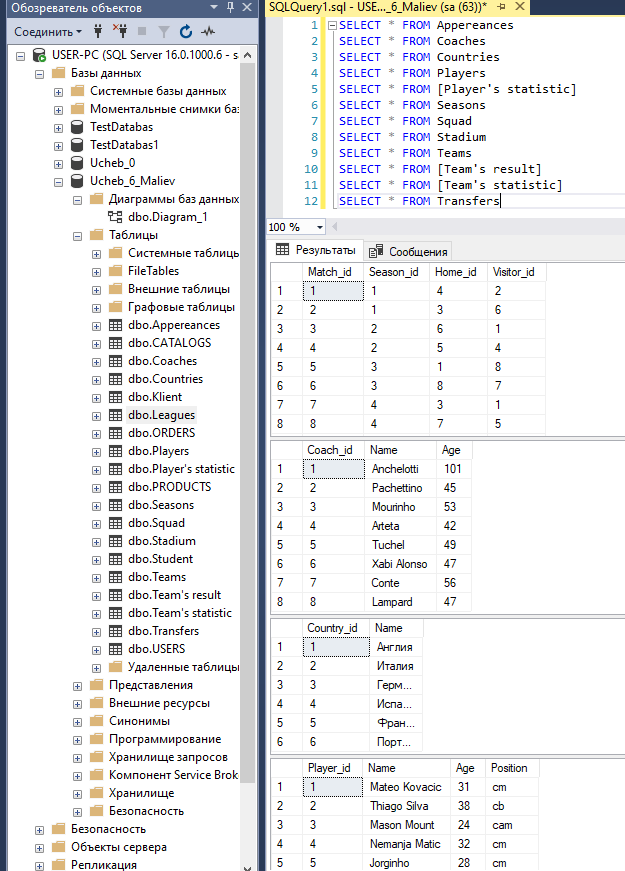 Обозреватель объектов
Соединить
USER-PC (SQL Server 16.0.1000.6 - s
Базы данных
Системные базы данных
Моментальные снимки баз
TestDatabas
TestDatabas1
Ucheb_0
Ucheb_6_Maliev
Диаграммы баз данных
dbo.Diagram_1
Таблицы
Системные таблицы
FileTables
Внешние таблицы
Графовые таблицы
dbo.Appereances
dbo.CATALOGS
dbo.Coaches
dbo.Countries
dbo.Klient
dbo.Leagues
dbo.ORDERS
dbo.Players
dbo.Player's statistic
dbo.PRODUCTS
dbo.Seasons
dbo.Squad
dbo.Stadium
dbo.Student
dbo.Teams
dbo.Team's result
dbo.Team's statistic
dbo.Transfers
dbo.USERS
Удаленные таблицы
Представления
Внешние ресурсы
Синонимы
Программирование
Хранилище запросов
Компонент Service Brok
Хранилище
Безопасность
Безопасность
Объекты сервера
Репликация
SQLQuery1.sql - USE..._6_Maliev (sa (63))*
1 SELECT * FROM Appereances
2 SELECT * FROM Coaches
3 SELECT * FROM Countries
4 SELECT * FROM Players
5 SELECT * FROM [Player's statistic]
6 SELECT * FROM Seasons
7 SELECT * FROM Squad
8 SELECT * FROM Stadium
9 SELECT * FROM Teams
10 SELECT * FROM [Team's result]
11 SELECT * FROM [Team's statistic]
12 SELECT * FROM Transfers
100 %
Результаты Сообщения
Match_id Season_id Home_id Visitor_id
1 1 1 4 2
2 2 1 3 6
3 3 2 6 1
4 4 2 5 4
5 5 3 1 8
6 6 3 8 7
7 7 4 3 1
8 8 4 7 5
Coach_id Name Age
1 1 Anchelotti 101
2 2 Pachettino 45
3 3 Mourinho 53
4 4 Arteta 42
5 5 Tuchel 49
6 6 Xabi Alonso 47
7 7 Conte 56
8 8 Lampard 47
Country_id Name
1 1 Англия
2 2 Италия
3 3 Герм...
4 4 Испа...
5 5 Фран...
6 6 Порт...
Player_id Name Age Position
1 1 Mateo Kovacic 31 cm
2 2 Thiago Silva 38 cb
3 3 Mason Mount 24 cam
4 4 Nemanja Matic 32 cm
5 5 Jorginho 28 cm